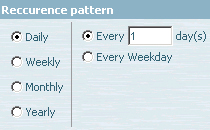 Reccurence pattern
Daily
Weekly
Monthly
Yearly
Every 1 day(s)
Every Weekday